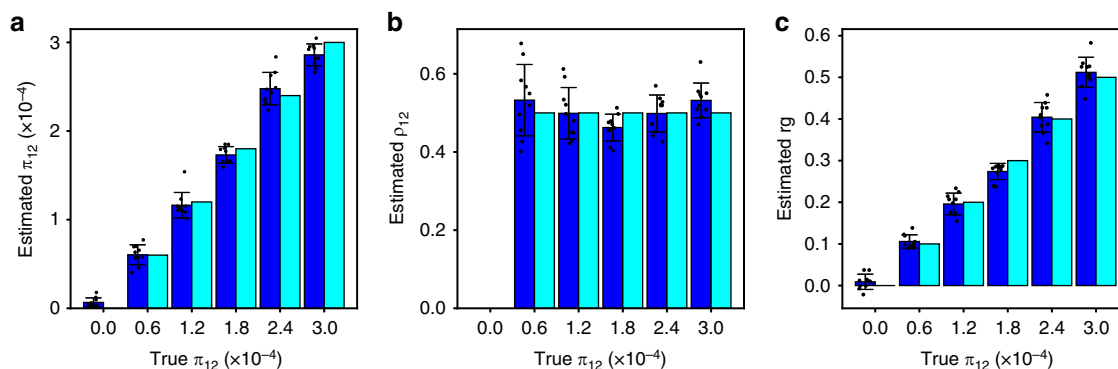 a
b
c
Estimated π₁₂ (×10⁻⁴)
3
2
1
0
0.0 0.6 1.2 1.8 2.4 3.0
True π₁₂ (×10⁻⁴)
Estimated ρ₁₂
0.6
0.4
0.2
0.0
0.0 0.6 1.2 1.8 2.4 3.0
True π₁₂ (×10⁻⁴)
Estimated rg
0.6
0.5
0.4
0.3
0.2
0.1
0.0
0.0 0.6 1.2 1.8 2.4 3.0
True π₁₂ (×10⁻⁴)